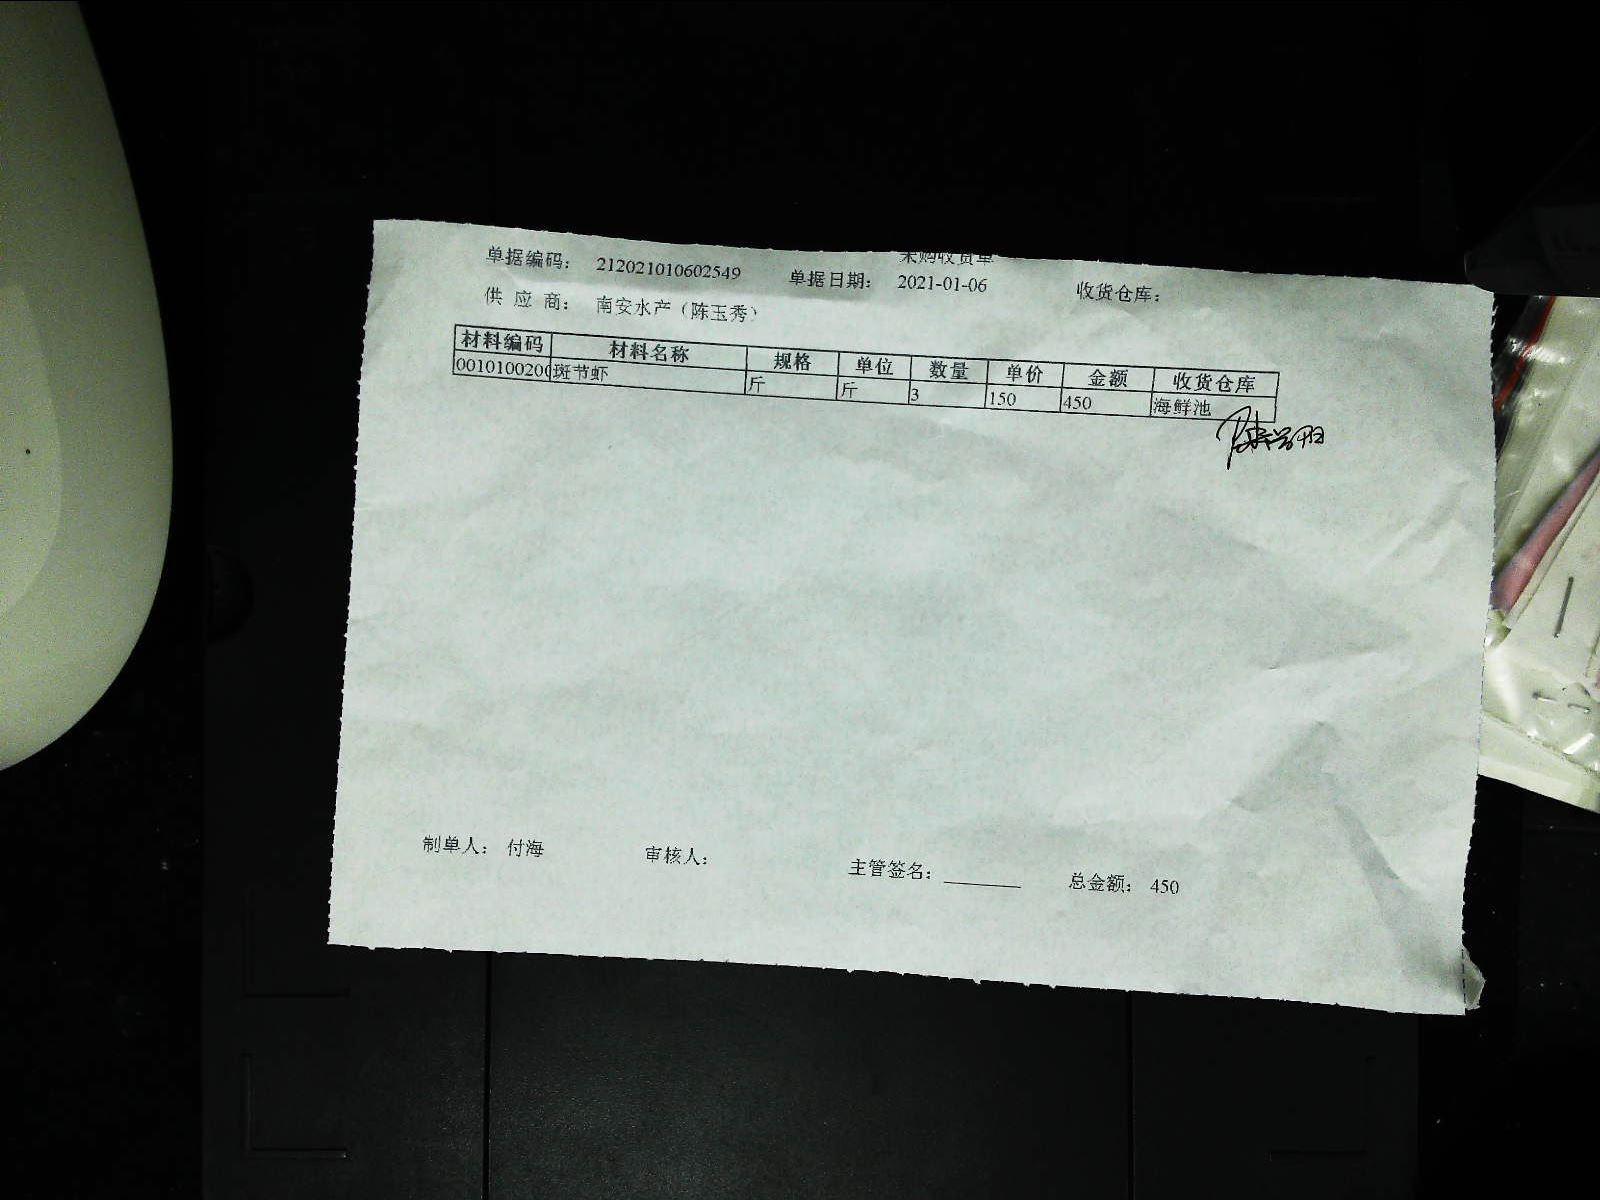 采购收货单
单据编码： 212021010602549 单据日期： 2021-01-06 收货仓库：
供 应 商： 南安水产（陈玉秀）
材料编码 材料名称 规格 单位 数量 单价 金额 收货仓库
0010100200 斑节虾 斤 斤 3 150 450 海鲜池
制单人： 付海 审核人： 主管签名： 总金额： 450